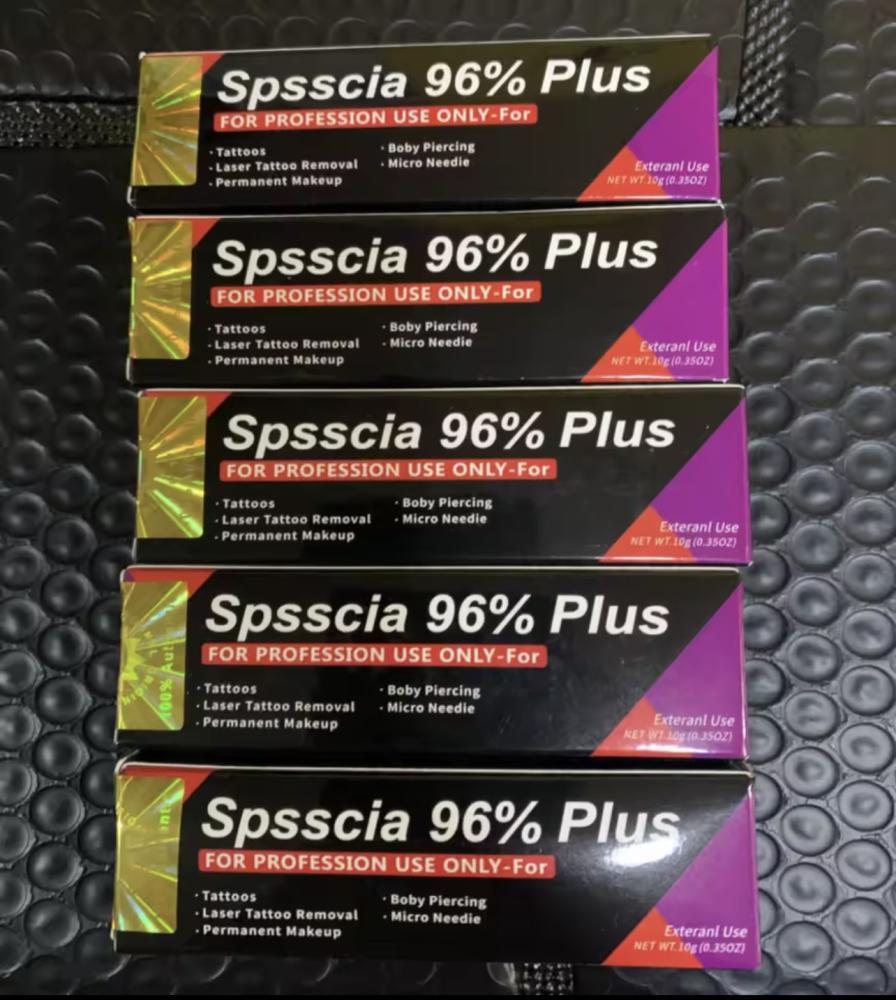 Spsscia 96% Plus
FOR PROFESSION USE ONLY-For
· Tattoos
· Laser Tattoo Removal
· Permanent Makeup
· Boby Piercing
· Micro Needie
Exteranl Use
NET WT.10g(0.35OZ)
Spsscia 96% Plus
FOR PROFESSION USE ONLY-For
· Tattoos
· Laser Tattoo Removal
· Permanent Makeup
· Boby Piercing
· Micro Needie
Exteranl Use
NET WT.10g(0.35OZ)
Spsscia 96% Plus
FOR PROFESSION USE ONLY-For
· Tattoos
· Laser Tattoo Removal
· Permanent Makeup
· Boby Piercing
· Micro Needie
Exteranl Use
NET WT.10g(0.35OZ)
100% Aut
Spsscia 96% Plus
FOR PROFESSION USE ONLY-For
· Tattoos
· Laser Tattoo Removal
· Permanent Makeup
· Boby Piercing
· Micro Needie
Exteranl Use
NET WT.10g(0.35OZ)
Spsscia 96% Plus
FOR PROFESSION USE ONLY-For
· Tattoos
· Laser Tattoo Removal
· Permanent Makeup
· Boby Piercing
· Micro Needie
Exteranl Use
NET WT.10g(0.35OZ)